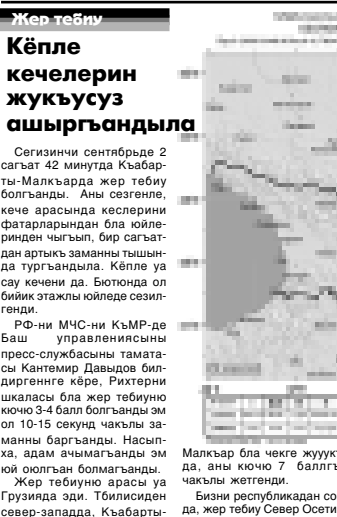 Жер тебиу
Кёпле
кечелерин
жукъусуз
ашыргъандыла
Сегизинчи сентябрьде 2
сагъат 42 минутда Къабар-
ты-Малкъарда жер тебиу
болгъанды. Аны сезгенле,
кече арасында кеслерини
фатарларындан бла юйле-
ринден чыгъып, бир сагъат-
дан артыкъ заманны тышын-
да тургъандыла. Кёпле уа
сау кечени да. Бютюнда ол
бийик этажлы юйледе сезил-
генди.
РФ-ни МЧС-ни КъМР-де
Баш управлениясыны
пресс-службасыны тамата-
сы Кантемир Давыдов бил-
диргеннге кёре, Рихтерни
шкаласы бла жер тебиуню
кючю 3-4 балл болгъанды эм
ол 10-15 секунд чакълы за-
манны баргъанды. Насып-
ха, адам ачымагъанды эм
юй оюлгъан болмагъанды.
Жер тебиуню арасы уа
Грузияда эди. Тбилисиден
север-западда, Къабарты-
Малкъар бла чекге жууукъ
да, аны кючю 7 баллгъ
чакълы жетгенди.
Бизни республикадан со
да, жер тебиу Север Осети